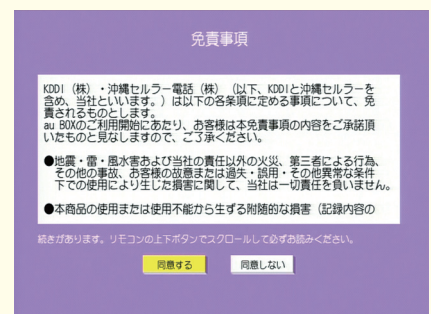 免責事項
KDDI（株）・沖縄セルラー電話（株）（以下、KDDIと沖縄セルラーを
含め、当社といいます。）は以下の各条項に定める事項について、免
責されるものとします。
au BOXのご利用開始にあたり、お客様は本免責事項の内容をご承諾頂
いたものと見なしますので、ご了承ください。
●地震・雷・風水害および当社の責任以外の火災、第三者による行為、
その他の事故、お客様の故意または過失・誤用・その他異常な条件
下での使用により生じた損害に関して、当社は一切責任を負いません。
●本商品の使用または使用不能から生ずる附随的な損害（記録内容の
続きがあります。リモコンの上下ボタンでスクロールして必ずお読みください。
同意する 同意しない